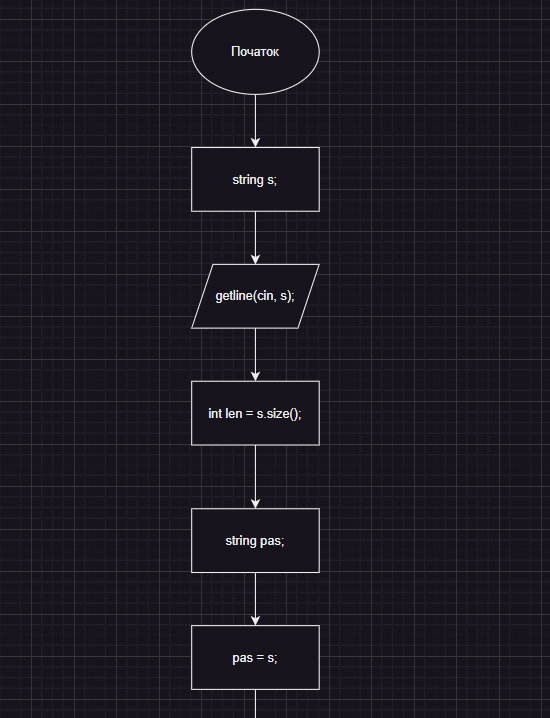 Початок
string s;
getline(cin, s);
int len = s.size();
string pas;
pas = s;